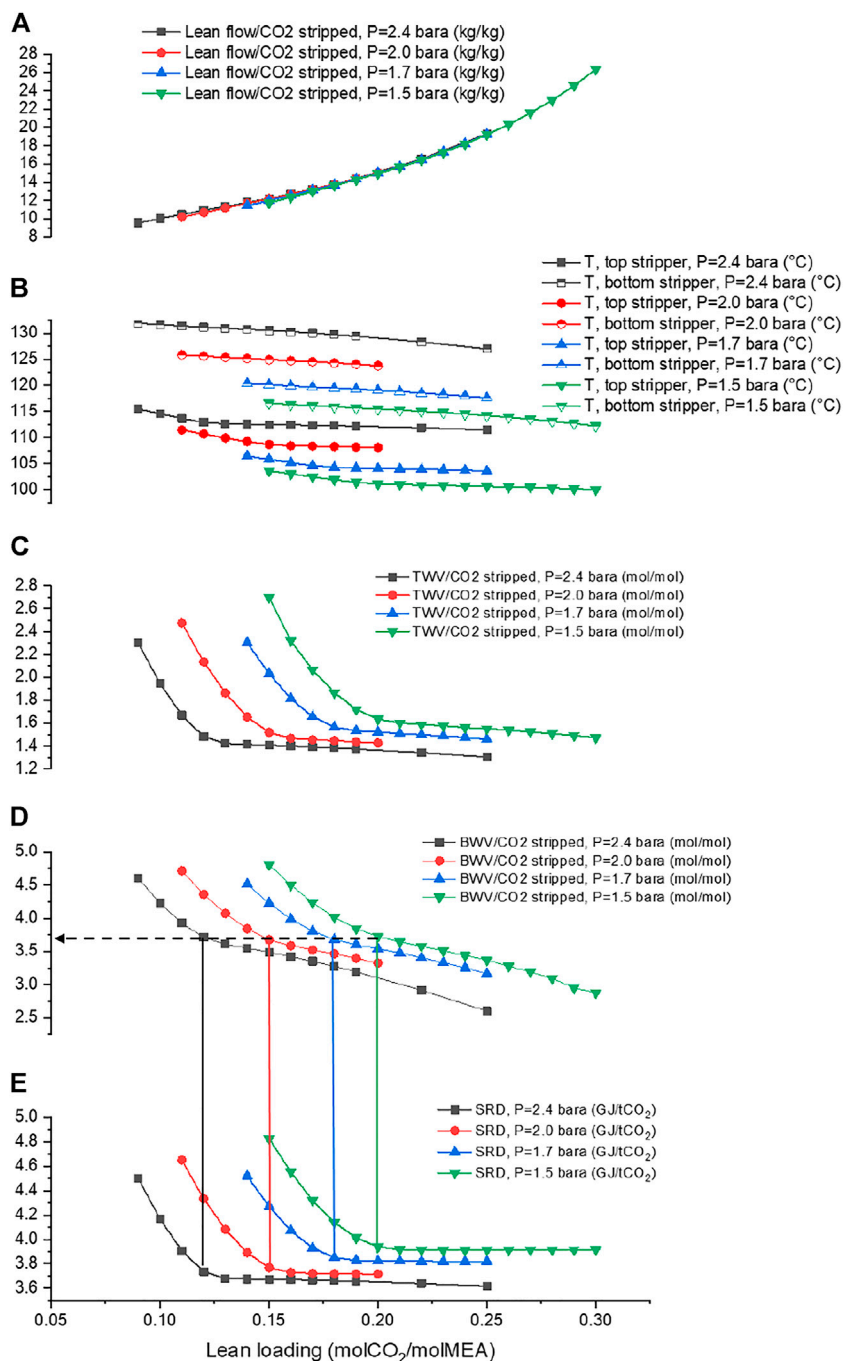 A
Lean flow/CO2 stripped, P=2.4 bara (kg/kg)
Lean flow/CO2 stripped, P=2.0 bara (kg/kg)
Lean flow/CO2 stripped, P=1.7 bara (kg/kg)
Lean flow/CO2 stripped, P=1.5 bara (kg/kg)
28
26
24
22
20
18
16
14
12
10
8
B
T, top stripper, P=2.4 bara (°C)
T, bottom stripper, P=2.4 bara (°C)
T, top stripper, P=2.0 bara (°C)
T, bottom stripper, P=2.0 bara (°C)
T, top stripper, P=1.7 bara (°C)
T, bottom stripper, P=1.7 bara (°C)
T, top stripper, P=1.5 bara (°C)
T, bottom stripper, P=1.5 bara (°C)
130
125
120
115
110
105
100
C
TWV/CO2 stripped, P=2.4 bara (mol/mol)
TWV/CO2 stripped, P=2.0 bara (mol/mol)
TWV/CO2 stripped, P=1.7 bara (mol/mol)
TWV/CO2 stripped, P=1.5 bara (mol/mol)
2.8
2.6
2.4
2.2
2.0
1.8
1.6
1.4
1.2
D
BWV/CO2 stripped, P=2.4 bara (mol/mol)
BWV/CO2 stripped, P=2.0 bara (mol/mol)
BWV/CO2 stripped, P=1.7 bara (mol/mol)
BWV/CO2 stripped, P=1.5 bara (mol/mol)
5.0
4.5
4.0
3.5
3.0
2.5
E
SRD, P=2.4 bara (GJ/tCO₂)
SRD, P=2.0 bara (GJ/tCO₂)
SRD, P=1.7 bara (GJ/tCO₂)
SRD, P=1.5 bara (GJ/tCO₂)
5.0
4.8
4.6
4.4
4.2
4.0
3.8
3.6
0.05 0.10 0.15 0.20 0.25 0.30
Lean loading (molCO₂/molMEA)